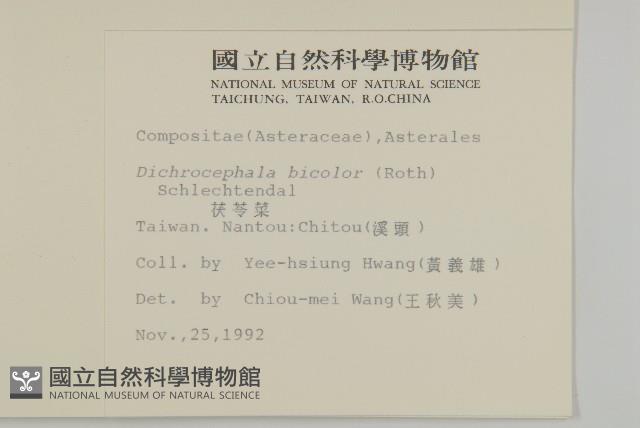 國立自然科學博物館
NATIONAL MUSEUM OF NATURAL SCIENCE
TAICHUNG, TAIWAN, R.O.CHINA
Compositae(Asteraceae),Asterales
Dichrocephala bicolor (Roth)
Schlechtendal
茯苓菜
Taiwan. Nantou:Chitou(溪頭)
Coll. by Yee-hsiung Hwang(黃義雄)
Det. by Chiou-mei Wang(王秋美)
Nov.,25,1992
國立自然科學博物館
NATIONAL MUSEUM OF NATURAL SCIENCE